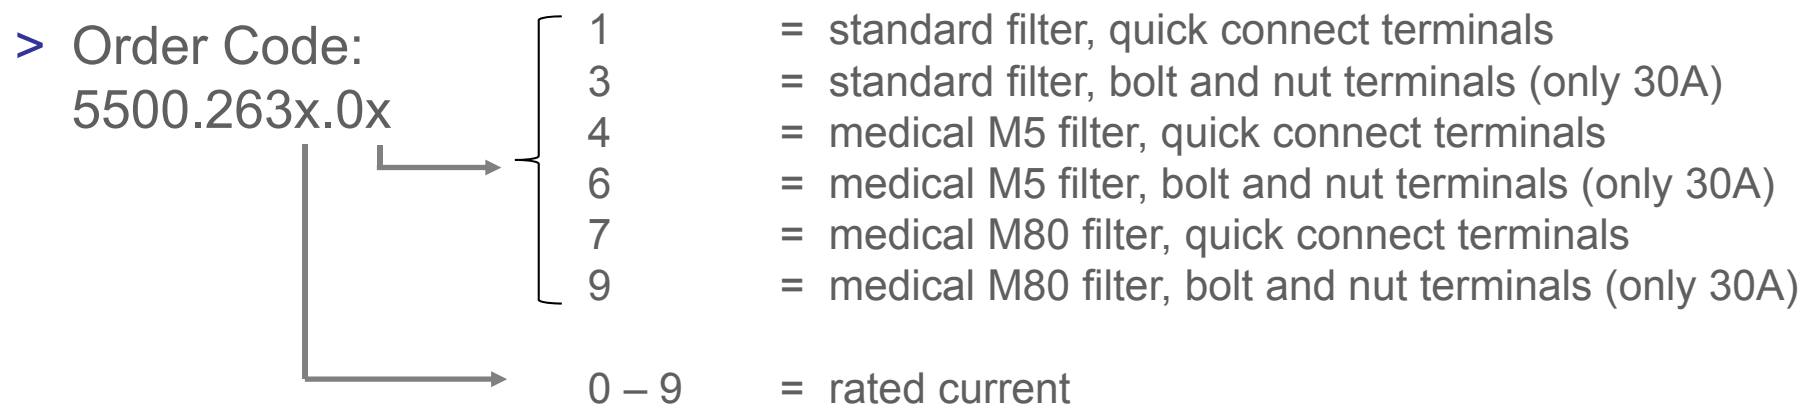 > Order Code:
5500.263x.0x
1 = standard filter, quick connect terminals
3 = standard filter, bolt and nut terminals (only 30A)
4 = medical M5 filter, quick connect terminals
6 = medical M5 filter, bolt and nut terminals (only 30A)
7 = medical M80 filter, quick connect terminals
9 = medical M80 filter, bolt and nut terminals (only 30A)
0 – 9 = rated current